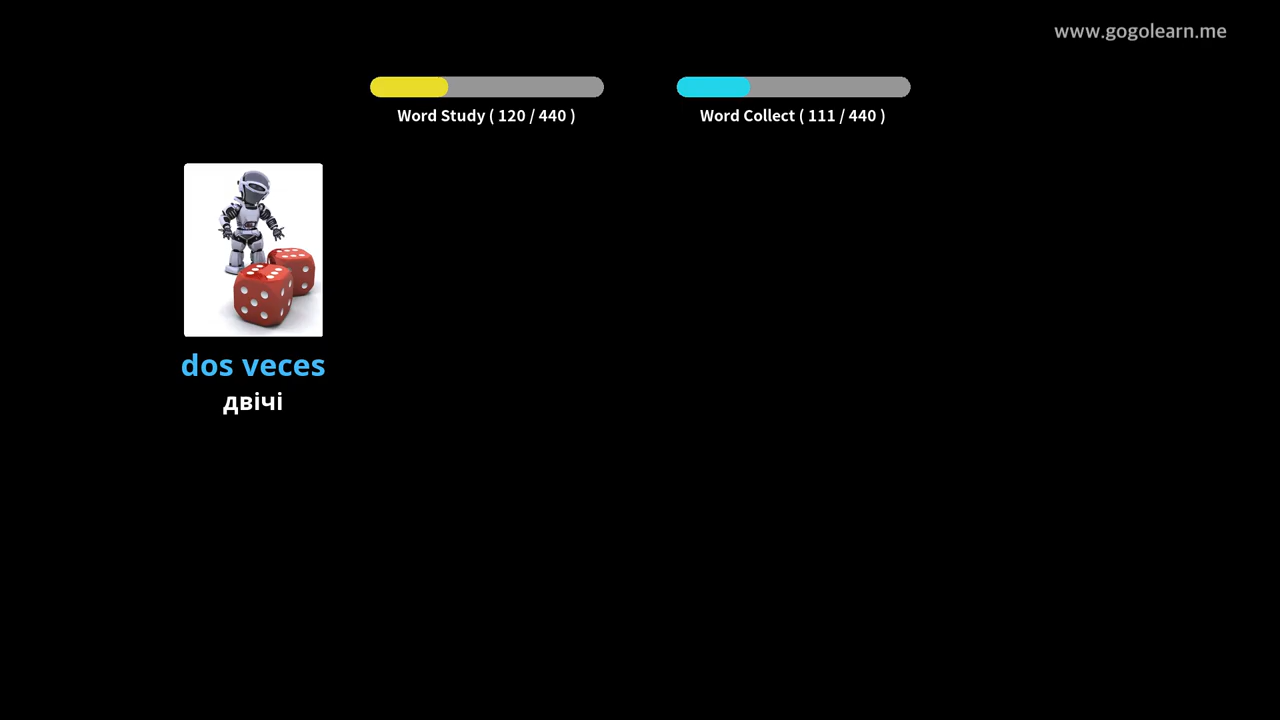 www.gogolearn.me
Word Study ( 120 / 440 )
Word Collect ( 111 / 440 )
dos veces
двічі